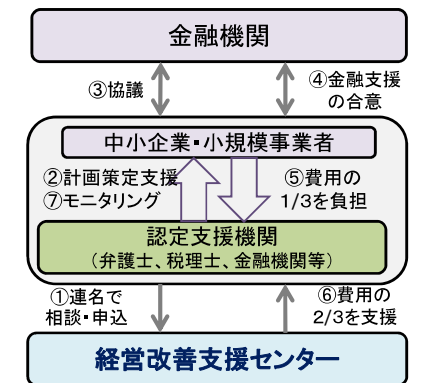 金融機関
③協議
④金融支援
の合意
中小企業・小規模事業者
②計画策定支援
⑦モニタリング
⑤費用の
1/3を負担
認定支援機関
（弁護士、税理士、金融機関等）
①連名で
相談・申込
⑥費用の
2/3を支援
経営改善支援センター